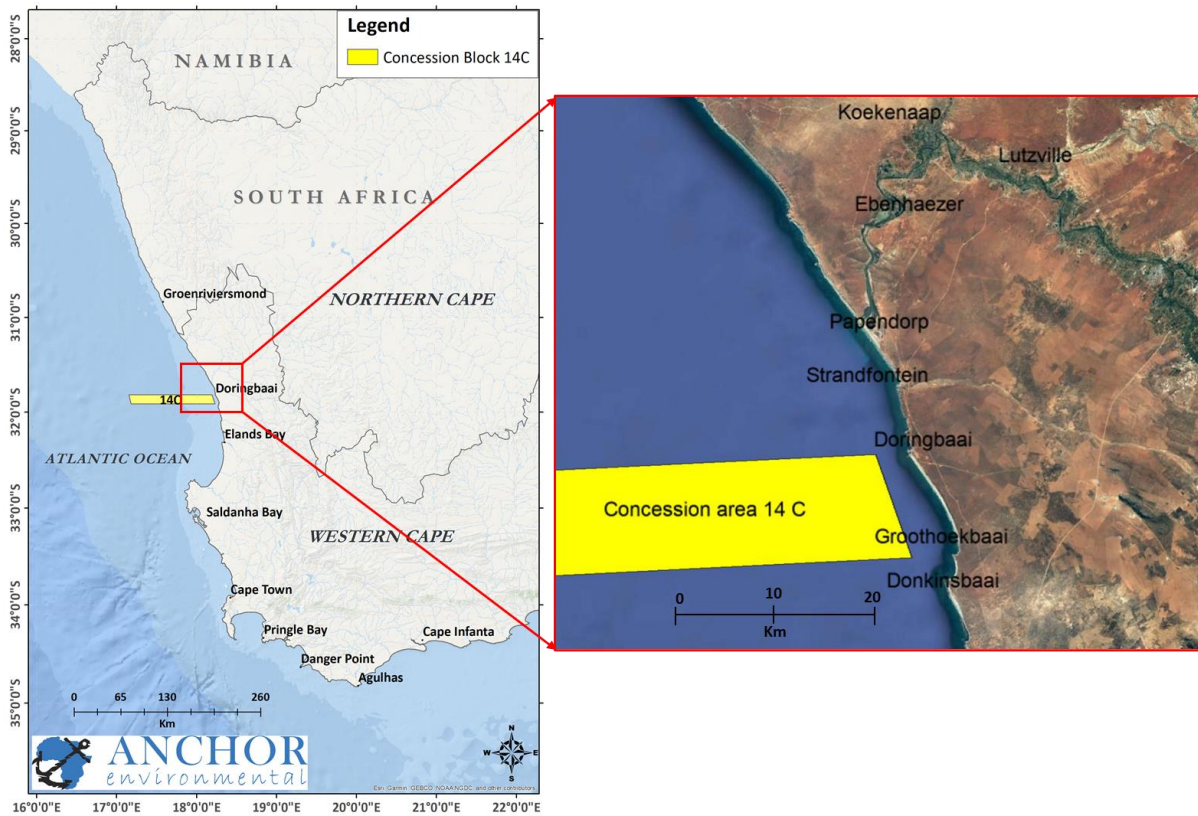 Legend
Concession Block 14C
NAMIBIA
SOUTH AFRICA
Groenriviersmond
NORTHERN CAPE
Doringbaai
14C
Elands Bay
ATLANTIC OCEAN
Saldanha Bay
WESTERN CAPE
Cape Town
Pringle Bay
Cape Infanta
Danger Point
Agulhas
0 65 130 260
Km
ANCHOR
environmental
N
W E
S
Esri, Garmin, GEBCO, NOAA NGDC, and other contributors
28°0'0"S
29°0'0"S
30°0'0"S
31°0'0"S
32°0'0"S
33°0'0"S
34°0'0"S
35°0'0"S
16°0'0"E 17°0'0"E 18°0'0"E 19°0'0"E 20°0'0"E 21°0'0"E 22°0'0"E
Koekenaap
Lutzville
Ebenhaezer
Papendorp
Strandfontein
Doringbaai
Concession area 14 C
Groothoekbaai
Donkinsbaai
0 10 20
Km